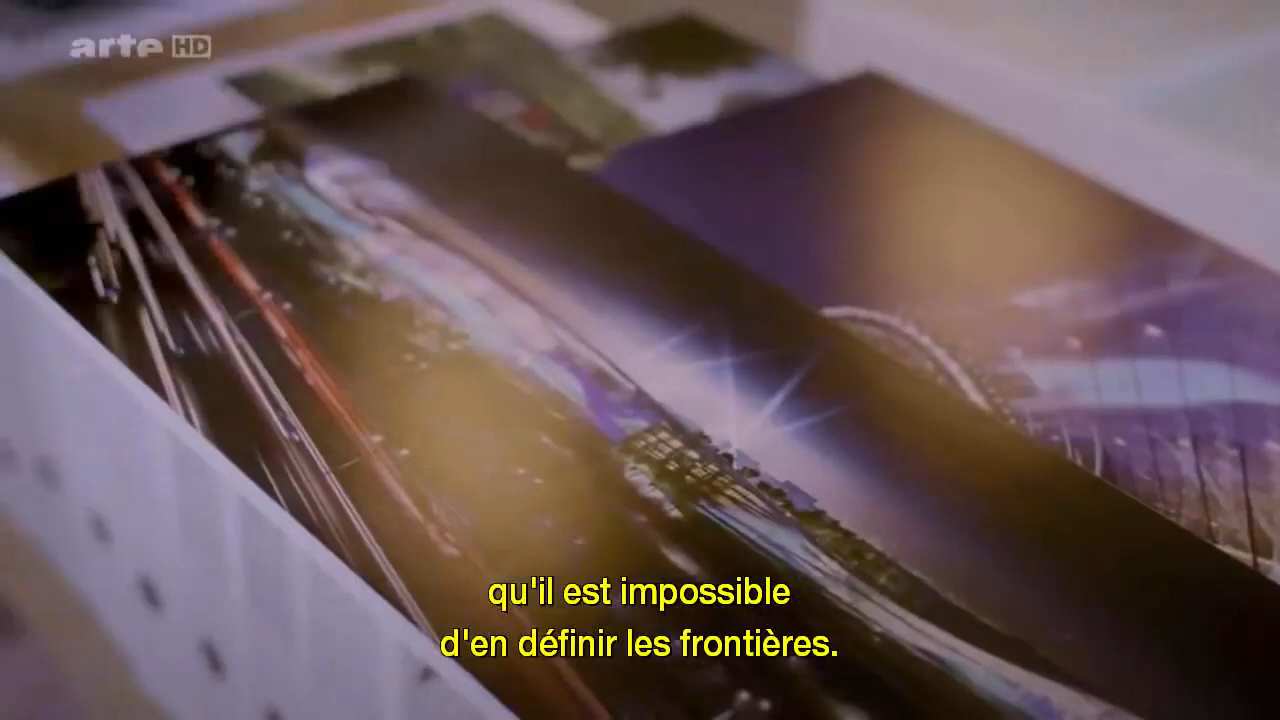 arte HD
qu'il est impossible
d'en définir les frontières.